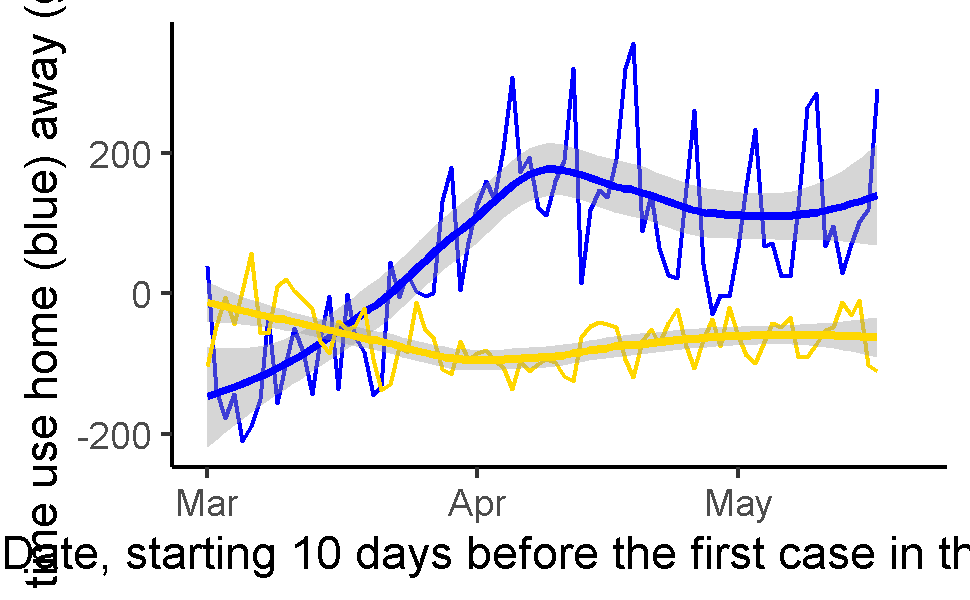 time use home (blue) away (
200
0
-200
Mar Apr May
Date, starting 10 days before the first case in th